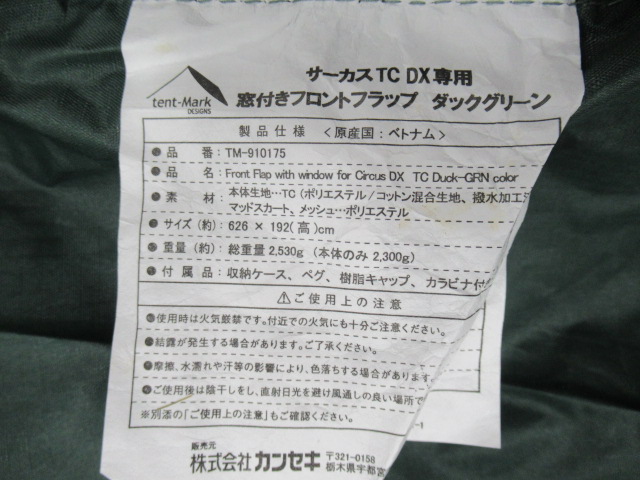 tent-Mark
DESIGNS
サーカスTC DX専用
窓付きフロントフラップ ダックグリーン
製品仕様 <原産国:ベトナム>
●品 番:TM-910175
●品 名:Front Flap with window for Circus DX TC Duck-GRN color
●素 材:本体生地…TC(ポリエステル/コットン混合生地、撥水加工
マッドスカート、メッシュ…ポリエステル
●サイズ(約):626×192(高)cm
●重量(約):総重量2,530g(本体のみ2,300g)
●付属品:収納ケース、ペグ、樹脂キャップ、カラビナ付
⚠ご使用上の注意
●使用時は火気厳禁です。付近での火気にも十分ご注意ください。
●結露が発生する場合があります。ご了承ください。
●摩擦、水濡れや汗等の影響により、色落ちする場合があります。
●ご使用後は陰干しをし、直射日光を避け風通しの良い場所で
※別添の「ご使用上の注意」もご確認ください。
-1
販売元
株式会社カンセキ 〒321-0158
栃木県宇都宮